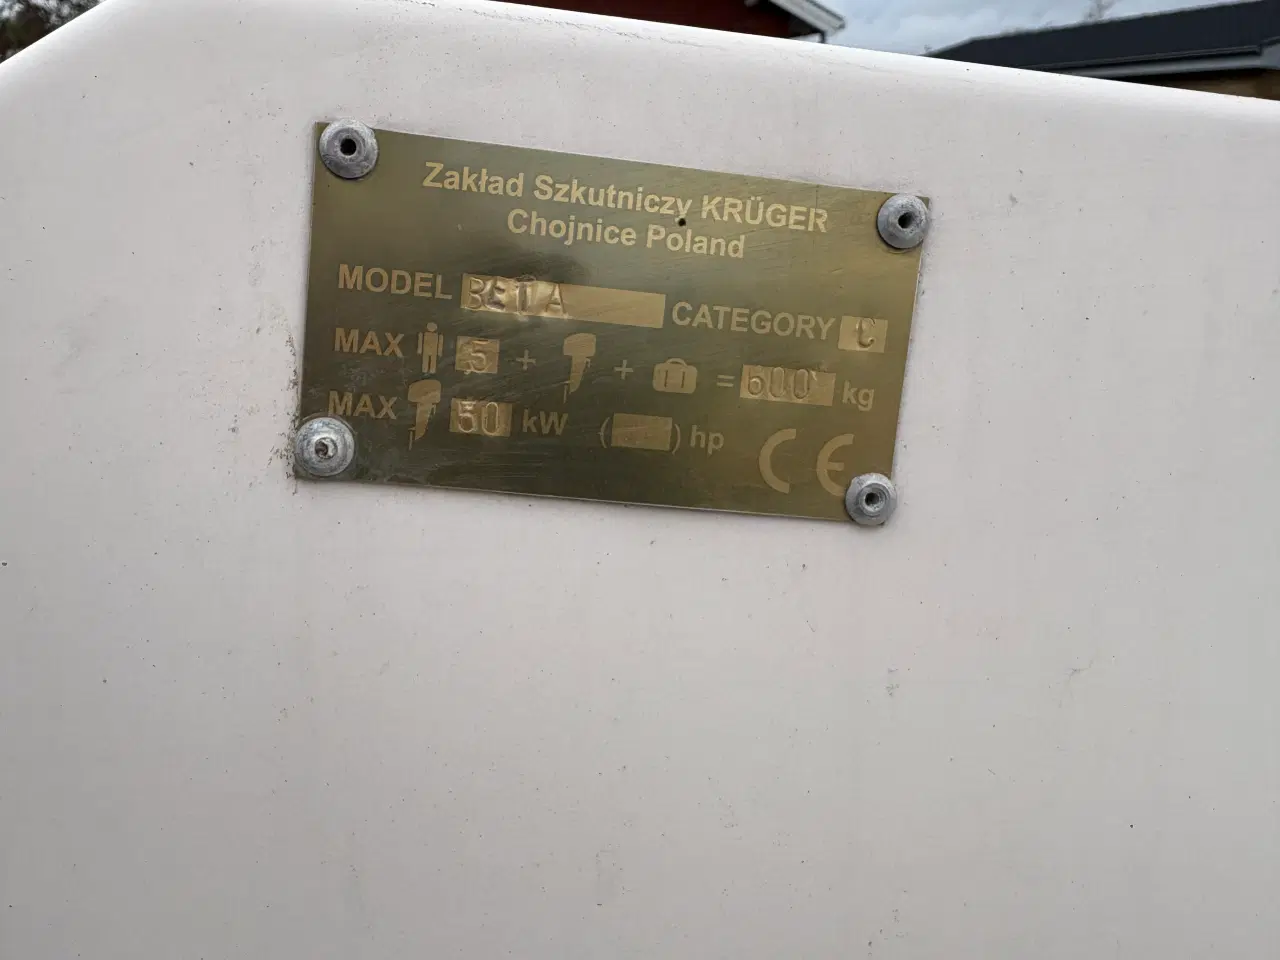 Zakład Szkutniczy KRÜGER
Chojnice Poland
MODEL BETA CATEGORY C
MAX 5 + + = 600 kg
MAX 50 kW ( ) hp CE